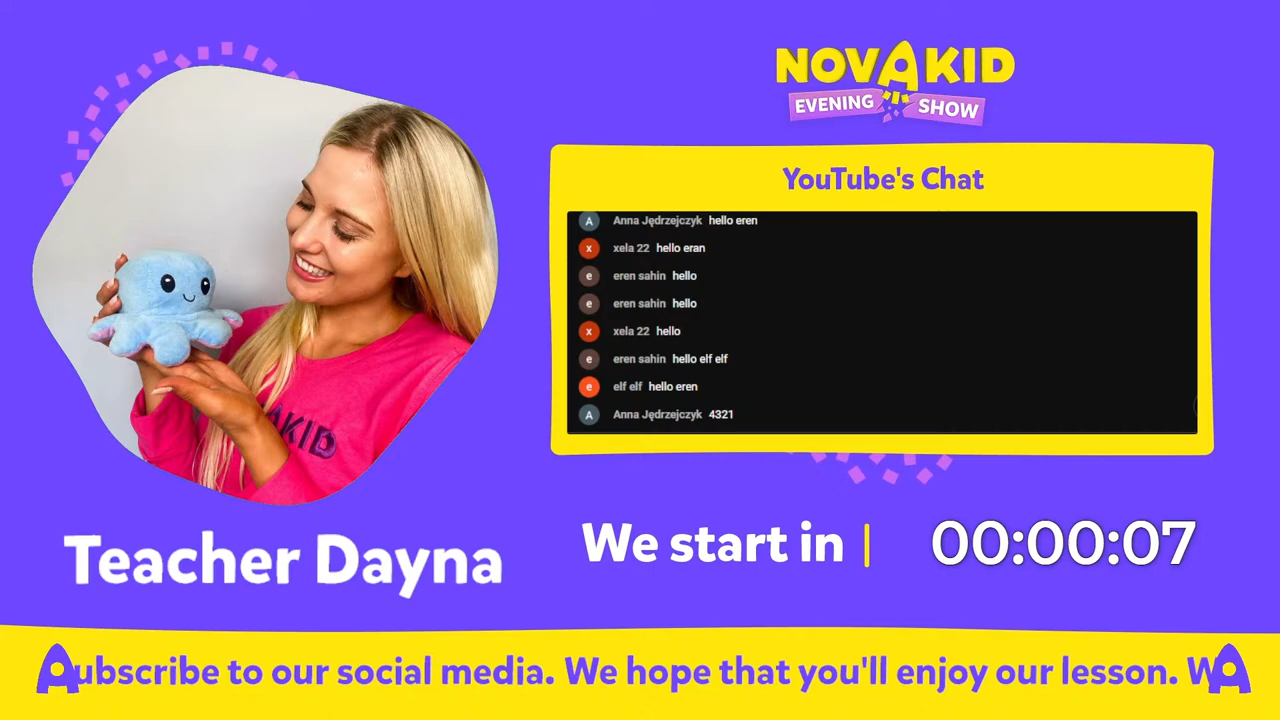 NOVAKID
EVENING SHOW
YouTube's Chat
A Anna Jędrzejczyk hello eren
x xela 22 hello eran
e eren sahin hello
e eren sahin hello
x xela 22 hello
e eren sahin hello elf elf
e elf elf hello eren
A Anna Jędrzejczyk 4321
AKID
Teacher Dayna
We start in | 00:00:07
ubscribe to our social media. We hope that you'll enjoy our lesson. W